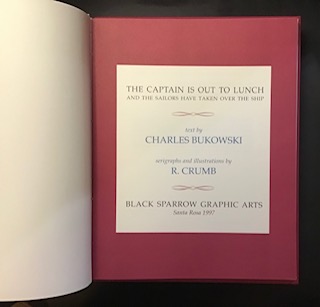 THE CAPTAIN IS OUT TO LUNCH
AND THE SAILORS HAVE TAKEN OVER THE SHIP
text by
CHARLES BUKOWSKI
serigraphs and illustrations by
R. CRUMB
BLACK SPARROW GRAPHIC ARTS
Santa Rosa 1997